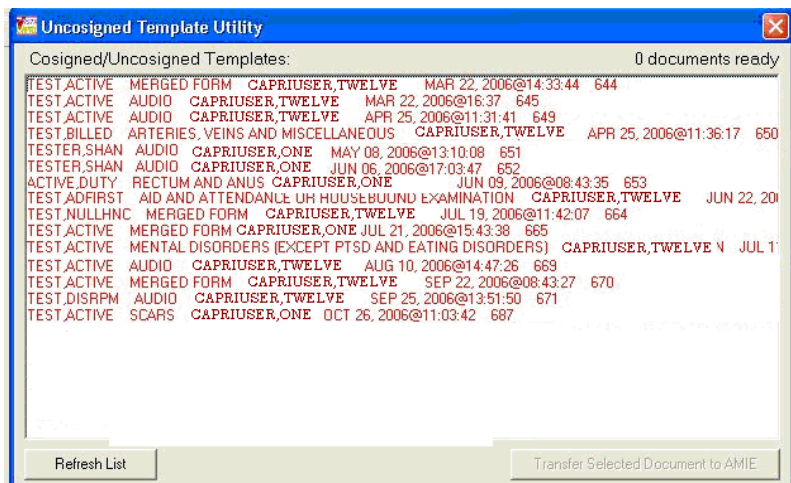 Uncosigned Template Utility
Cosigned/Uncosigned Templates: 0 documents ready
TEST,ACTIVE MERGED FORM CAPRIUSER,TWELVE MAR 22, 2006@14:33:44 644
TEST,ACTIVE AUDIO CAPRIUSER,TWELVE MAR 22, 2006@16:37 645
TEST,ACTIVE AUDIO CAPRIUSER,TWELVE APR 25, 2006@11:31:41 649
TEST,BILLED ARTERIES, VEINS AND MISCELLANEOUS CAPRIUSER,TWELVE APR 25, 2006@11:36:17 650
TESTER,SHAN AUDIO CAPRIUSER,ONE MAY 08, 2006@13:10:08 651
TESTER,SHAN AUDIO CAPRIUSER,ONE JUN 06, 2006@17:03:47 652
ACTIVE,DUTY RECTUM AND ANUS CAPRIUSER,ONE JUN 09, 2006@08:43:35 653
TEST,ADFIRST AID AND ATTENDANCE OR HOUSEBOUND EXAMINATION CAPRIUSER,TWELVE JUN 22, 20
TEST,NULLHNC MERGED FORM CAPRIUSER,TWELVE JUL 19, 2006@11:42:07 664
TEST,ACTIVE MERGED FORM CAPRIUSER,ONE JUL 21, 2006@15:43:38 665
TEST,ACTIVE MENTAL DISORDERS (EXCEPT PTSD AND EATING DISORDERS) CAPRIUSER,TWELVE N JUL 1
TEST,ACTIVE AUDIO CAPRIUSER,TWELVE AUG 10, 2006@14:47:26 669
TEST,ACTIVE MERGED FORM CAPRIUSER,TWELVE SEP 22, 2006@08:43:27 670
TEST,DISRPM AUDIO CAPRIUSER,TWELVE SEP 25, 2006@13:51:50 671
TEST,ACTIVE SCARS CAPRIUSER,ONE OCT 26, 2006@11:03:42 687
Refresh List Transfer Selected Document to AMIE